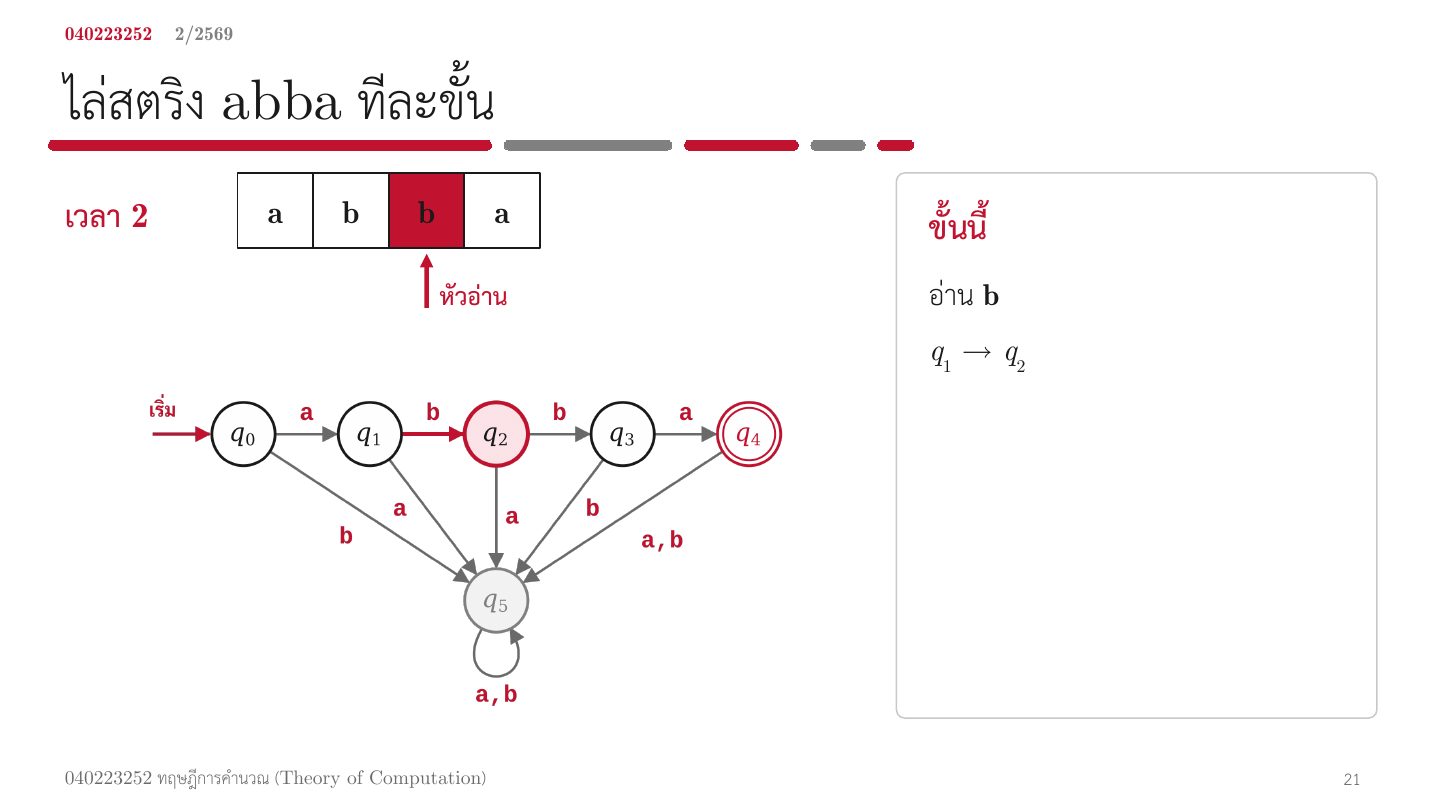 040223252 2/2569
ไล่สตริง abba ทีละขั้น
เวลา 2
a b b a
หัวอ่าน
ขั้นนี้
อ่าน b
q1 → q2
เริ่ม
a b b a
q0 q1 q2 q3 q4
a a b
b a,b
q5
a,b
040223252 ทฤษฎีการคำนวณ (Theory of Computation)
21